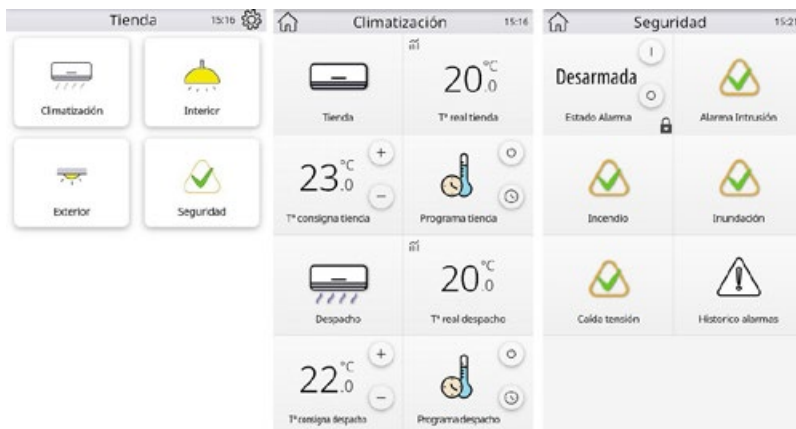 Tienda 15:16
Climatización
Interior
Exterior
Seguridad
Climatización 15:16
20.0 °C
Tienda
Tª real tienda
23.0 °C
+
−
Tª consigna tienda
Programa tienda
20.0 °C
Despacho
Tª real despacho
22.0 °C
+
−
Tª consigna despacho
Programa despacho
Seguridad 15:21
Desarmada
Estado Alarma
Alarma Intrusión
Incendio
Inundación
Caída tensión
Historico alarmas